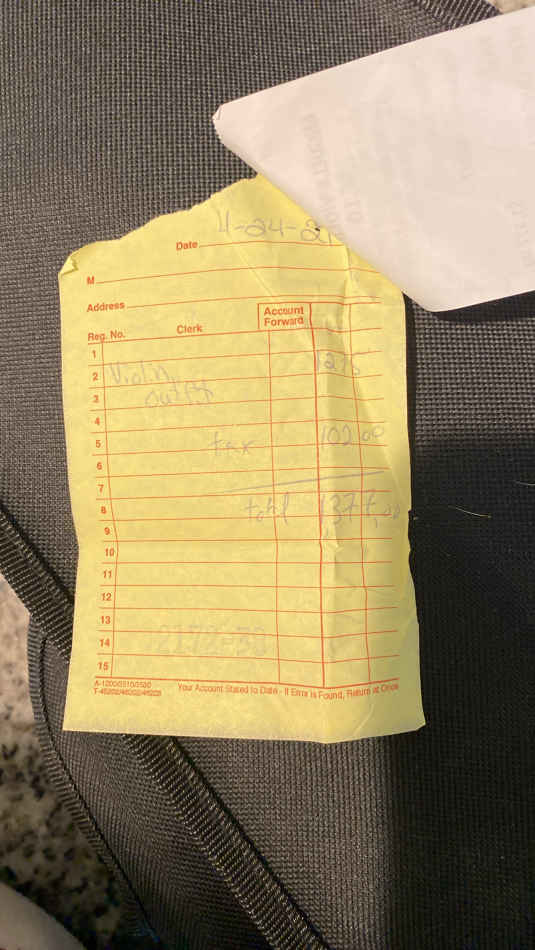 4-24-21
Date
M
Address
Reg. No. Clerk Account Forward
1
2 Violin 1275
3 outfit
4
5 tax 102.00
6
7
8 total 1377.00
9
10
11
12
13
14 2172-30
15
Your Account Stated to Date - If Error is Found, Return at Once